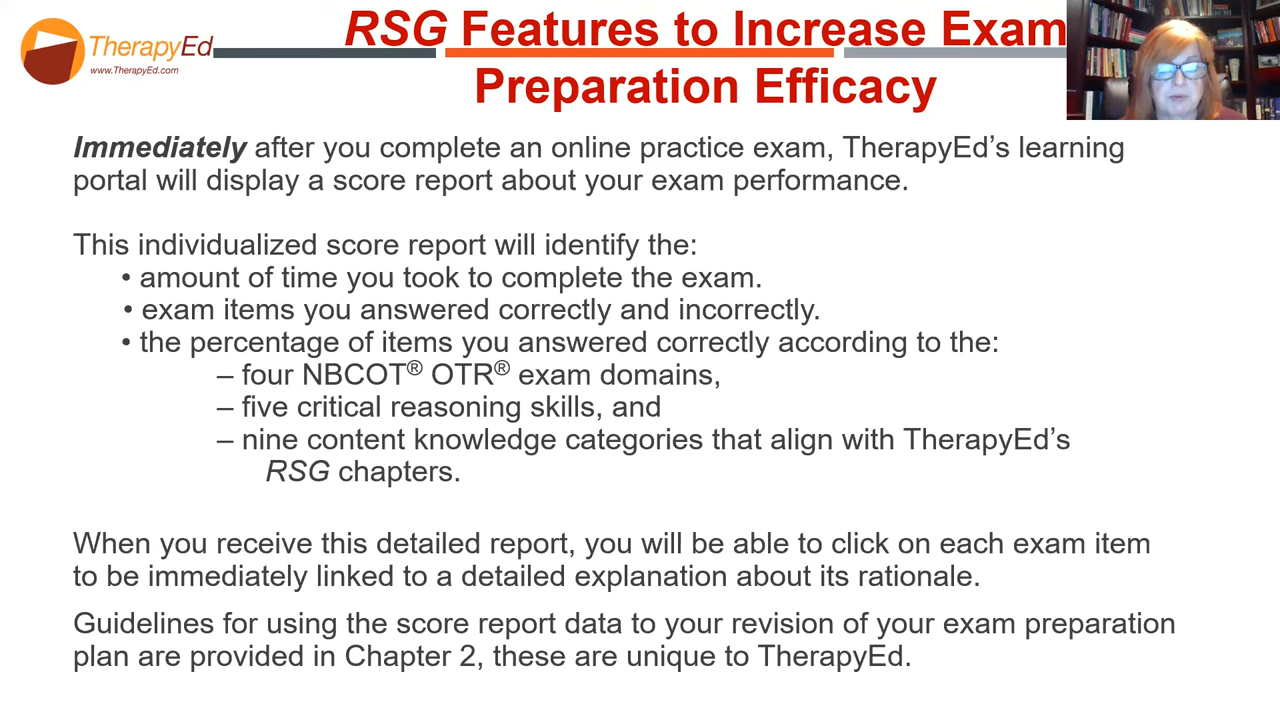 TherapyEd
www.TherapyEd.com
RSG Features to Increase Exam
Preparation Efficacy
Immediately after you complete an online practice exam, TherapyEd’s learning
portal will display a score report about your exam performance.
This individualized score report will identify the:
• amount of time you took to complete the exam.
• exam items you answered correctly and incorrectly.
• the percentage of items you answered correctly according to the:
– four NBCOT® OTR® exam domains,
– five critical reasoning skills, and
– nine content knowledge categories that align with TherapyEd’s
RSG chapters.
When you receive this detailed report, you will be able to click on each exam item
to be immediately linked to a detailed explanation about its rationale.
Guidelines for using the score report data to your revision of your exam preparation
plan are provided in Chapter 2, these are unique to TherapyEd.